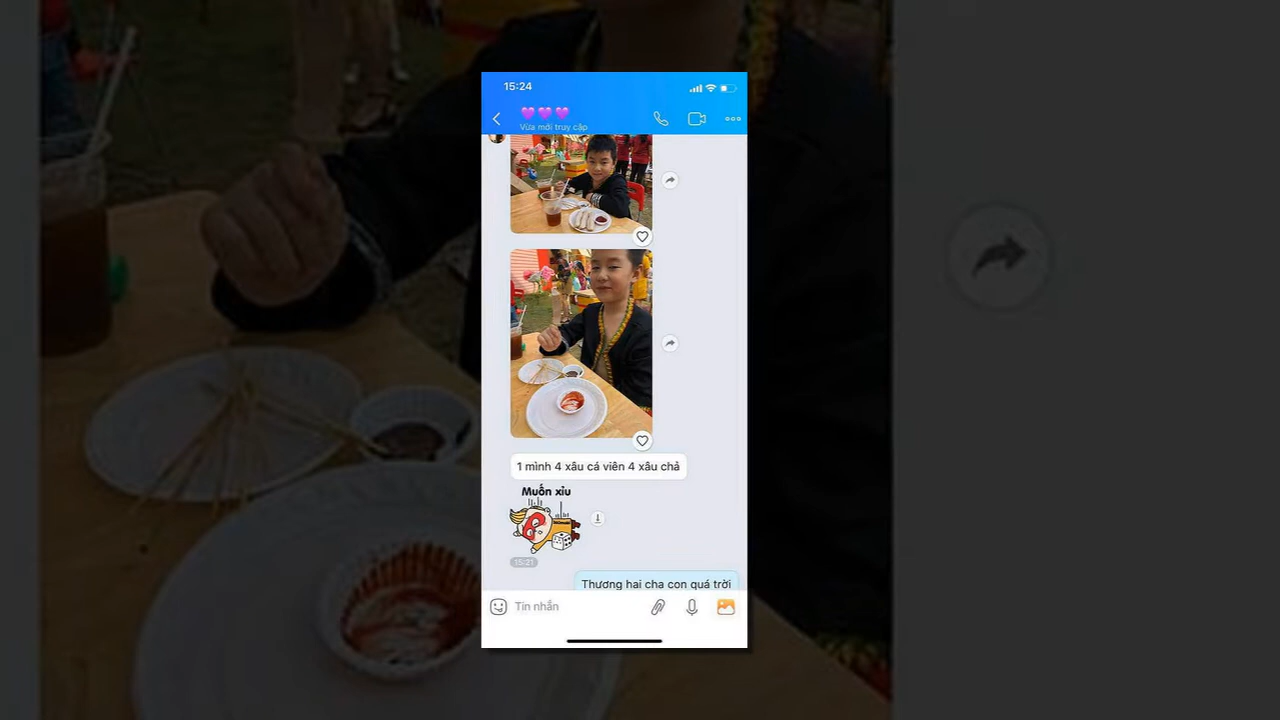 15:24
Vừa mới truy cập
1 mình 4 xâu cá viên 4 xâu chả
Muốn xỉu
15:21
Thương hai cha con quá trời
Tin nhắn